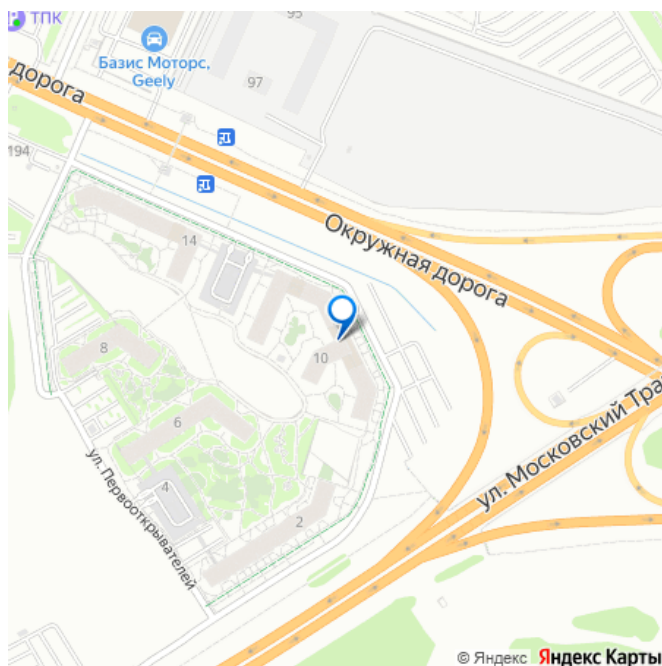 ТПК
95
Базис Моторс,
Geely
97
дорога
194
14
Окружная дорога
10
8
6
ул. Московский Тра
ул. Первооткрывателей
4
2
© Яндекс Яндекс Карты